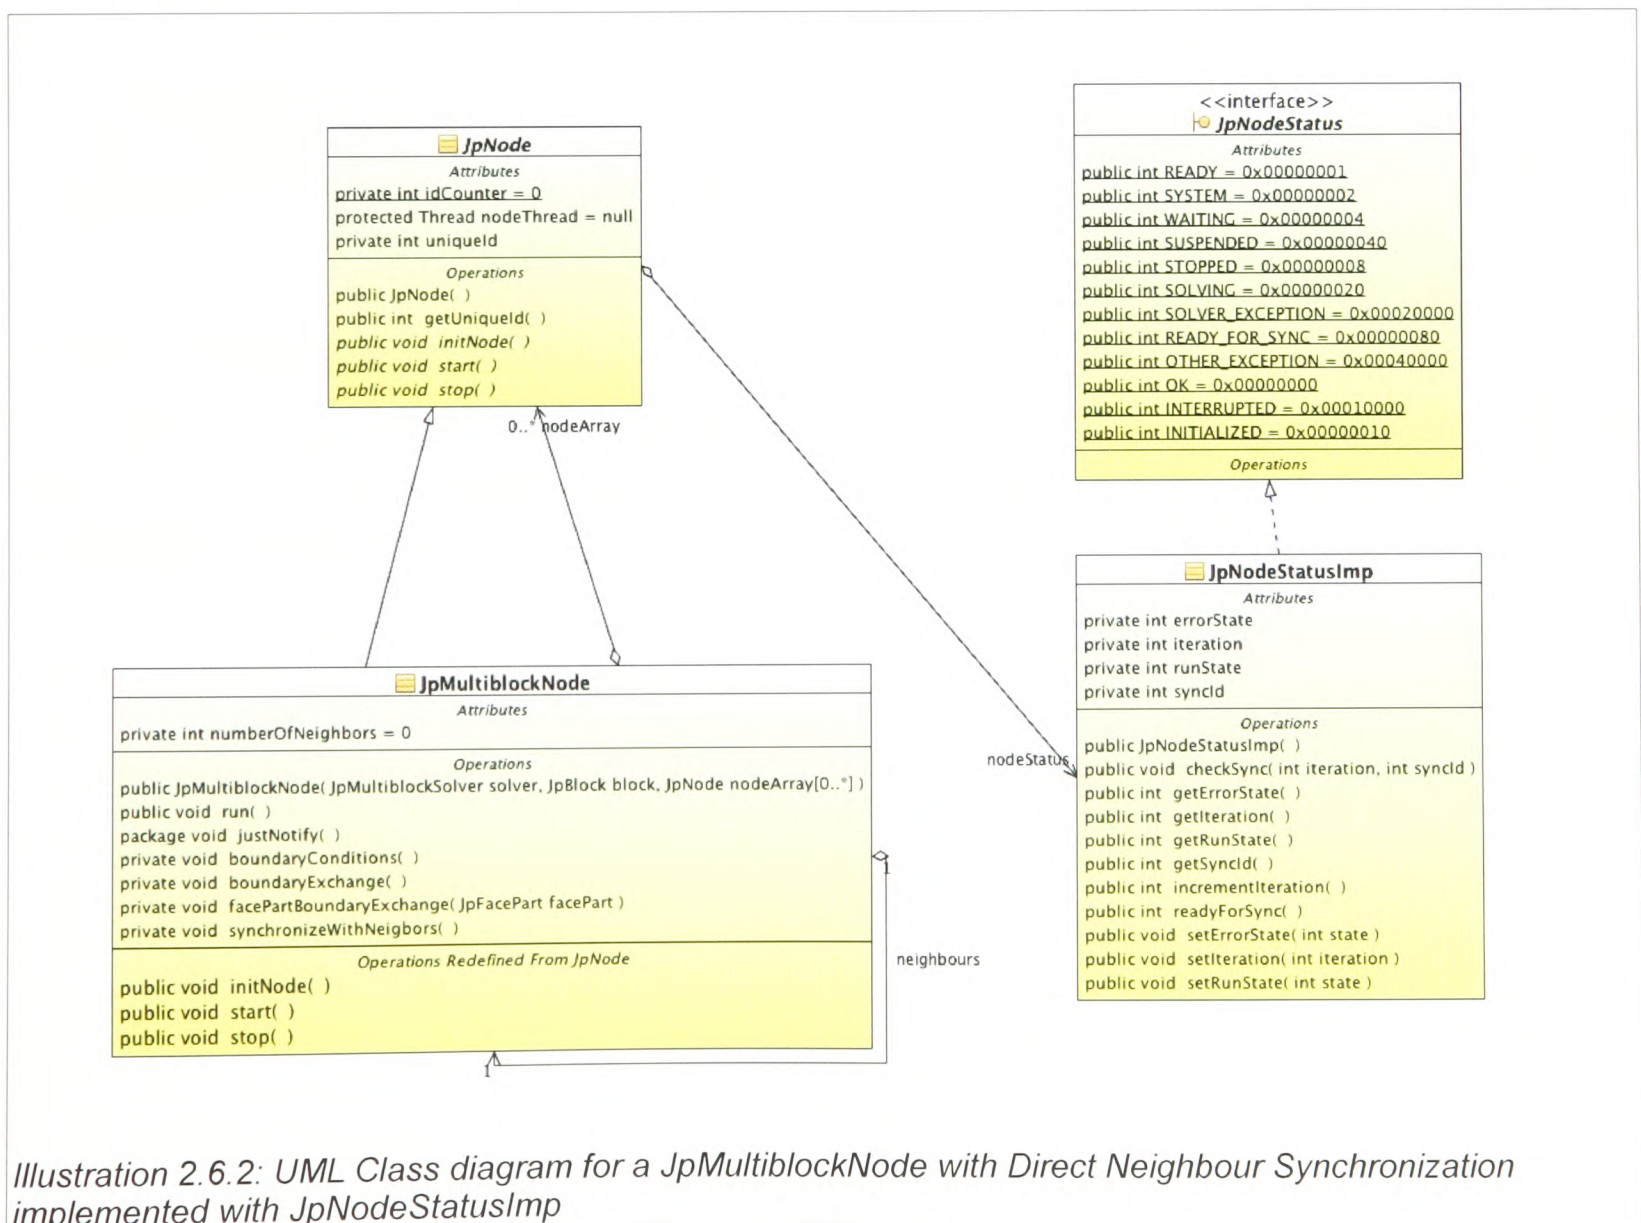 JpNode
Attributes
private int idCounter = 0
protected Thread nodeThread = null
private int uniqueId
Operations
public JpNode( )
public int getUniqueId( )
public void initNode( )
public void start( )
public void stop( )
0..* nodeArray
<<interface>>
JpNodeStatus
Attributes
public int READY = 0x00000001
public int SYSTEM = 0x00000002
public int WAITING = 0x00000004
public int SUSPENDED = 0x00000040
public int STOPPED = 0x00000008
public int SOLVING = 0x00000020
public int SOLVER_EXCEPTION = 0x00020000
public int READY_FOR_SYNC = 0x00000080
public int OTHER_EXCEPTION = 0x00040000
public int OK = 0x00000000
public int INTERRUPTED = 0x00010000
public int INITIALIZED = 0x00000010
Operations
JpMultiblockNode
Attributes
private int numberOfNeighbors = 0
Operations
public JpMultiblockNode( JpMultiblockSolver solver, JpBlock block, JpNode nodeArray[0..*] )
public void run( )
package void justNotify( )
private void boundaryConditions( )
private void boundaryExchange( )
private void facePartBoundaryExchange( JpFacePart facePart )
private void synchronizeWithNeigbors( )
Operations Redefined From JpNode
public void initNode( )
public void start( )
public void stop( )
1
neighbours
1
nodeStatus
JpNodeStatusImp
Attributes
private int errorState
private int iteration
private int runState
private int syncId
Operations
public JpNodeStatusImp( )
public void checkSync( int iteration, int syncId )
public int getErrorState( )
public int getIteration( )
public int getRunState( )
public int getSyncId( )
public int incrementIteration( )
public int readyForSync( )
public void setErrorState( int state )
public void setIteration( int iteration )
public void setRunState( int state )
Illustration 2.6.2: UML Class diagram for a JpMultiblockNode with Direct Neighbour Synchronization
implemented with JpNodeStatusImp